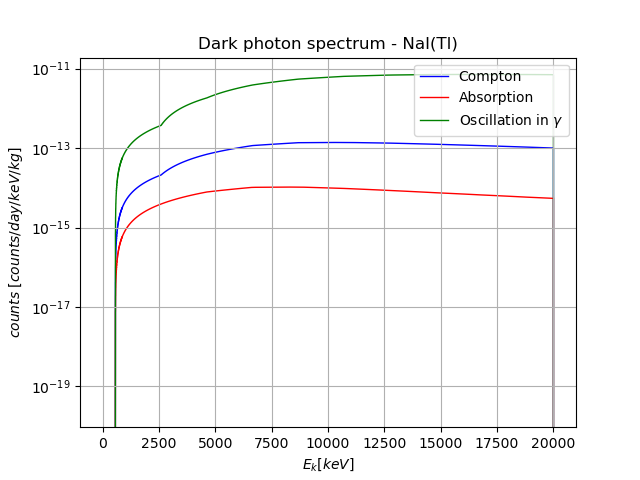 Dark photon spectrum - NaI(Tl)
counts [counts/day/keV/kg]
10⁻¹¹
10⁻¹³
10⁻¹⁵
10⁻¹⁷
10⁻¹⁹
Compton
Absorption
Oscillation in γ
0 2500 5000 7500 10000 12500 15000 17500 20000
E_k[keV]